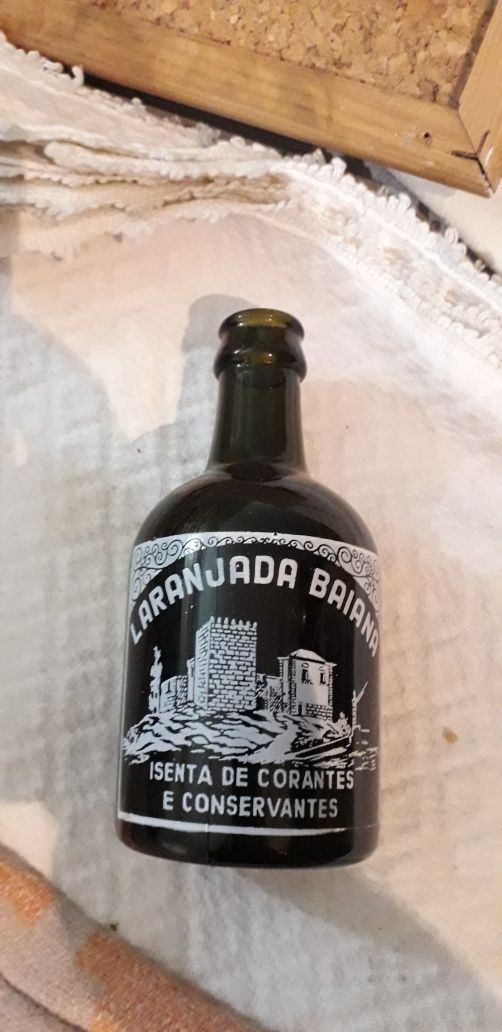 LARANJADA BAIANA
ISENTA DE CORANTES
E CONSERVANTES